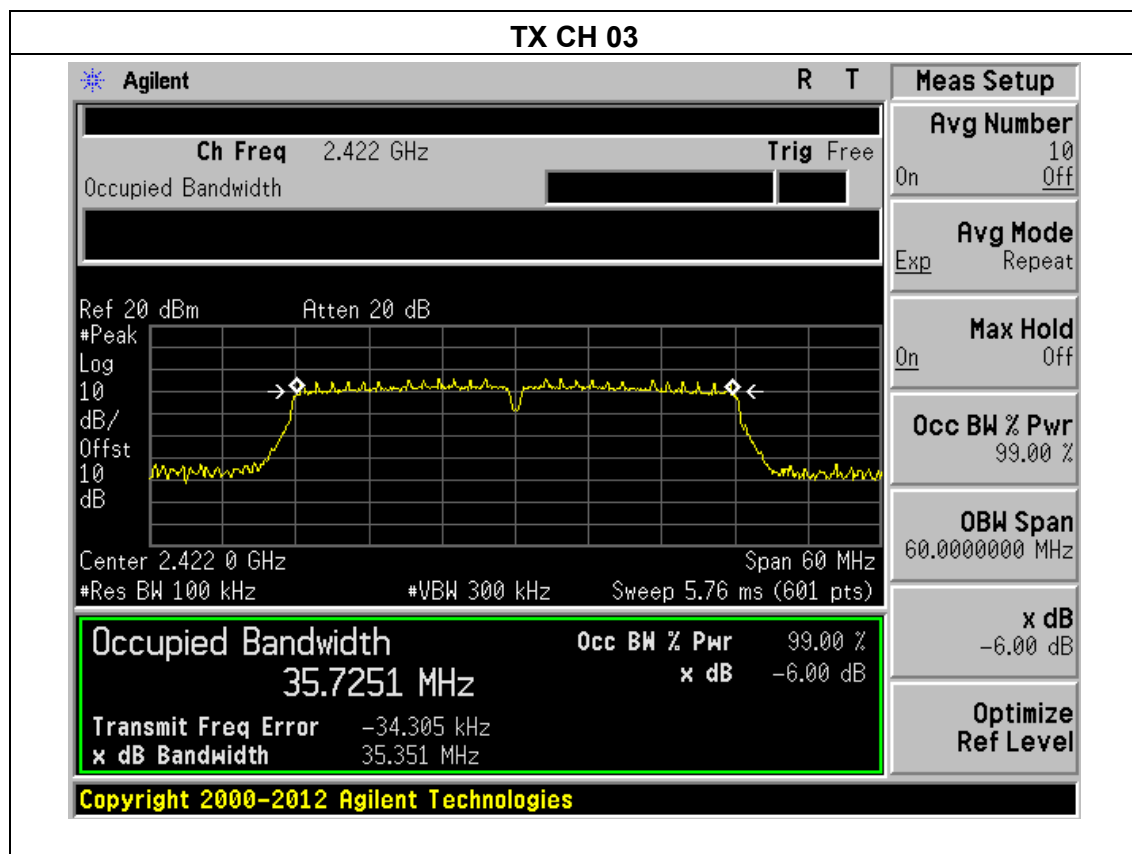 TX CH 03
Agilent R T
Ch Freq 2.422 GHz Trig Free
Occupied Bandwidth
Ref 20 dBm Atten 20 dB
#Peak
Log
10
dB/
Offst
10
dB
Center 2.422 0 GHz Span 60 MHz
#Res BW 100 kHz #VBW 300 kHz Sweep 5.76 ms (601 pts)
Occupied Bandwidth Occ BW % Pwr 99.00 %
35.7251 MHz x dB -6.00 dB
Transmit Freq Error -34.305 kHz
x dB Bandwidth 35.351 MHz
Copyright 2000-2012 Agilent Technologies
Meas Setup
Avg Number
10
On Off
Avg Mode
Exp Repeat
Max Hold
On Off
Occ BW % Pwr
99.00 %
OBW Span
60.0000000 MHz
x dB
-6.00 dB
Optimize
Ref Level